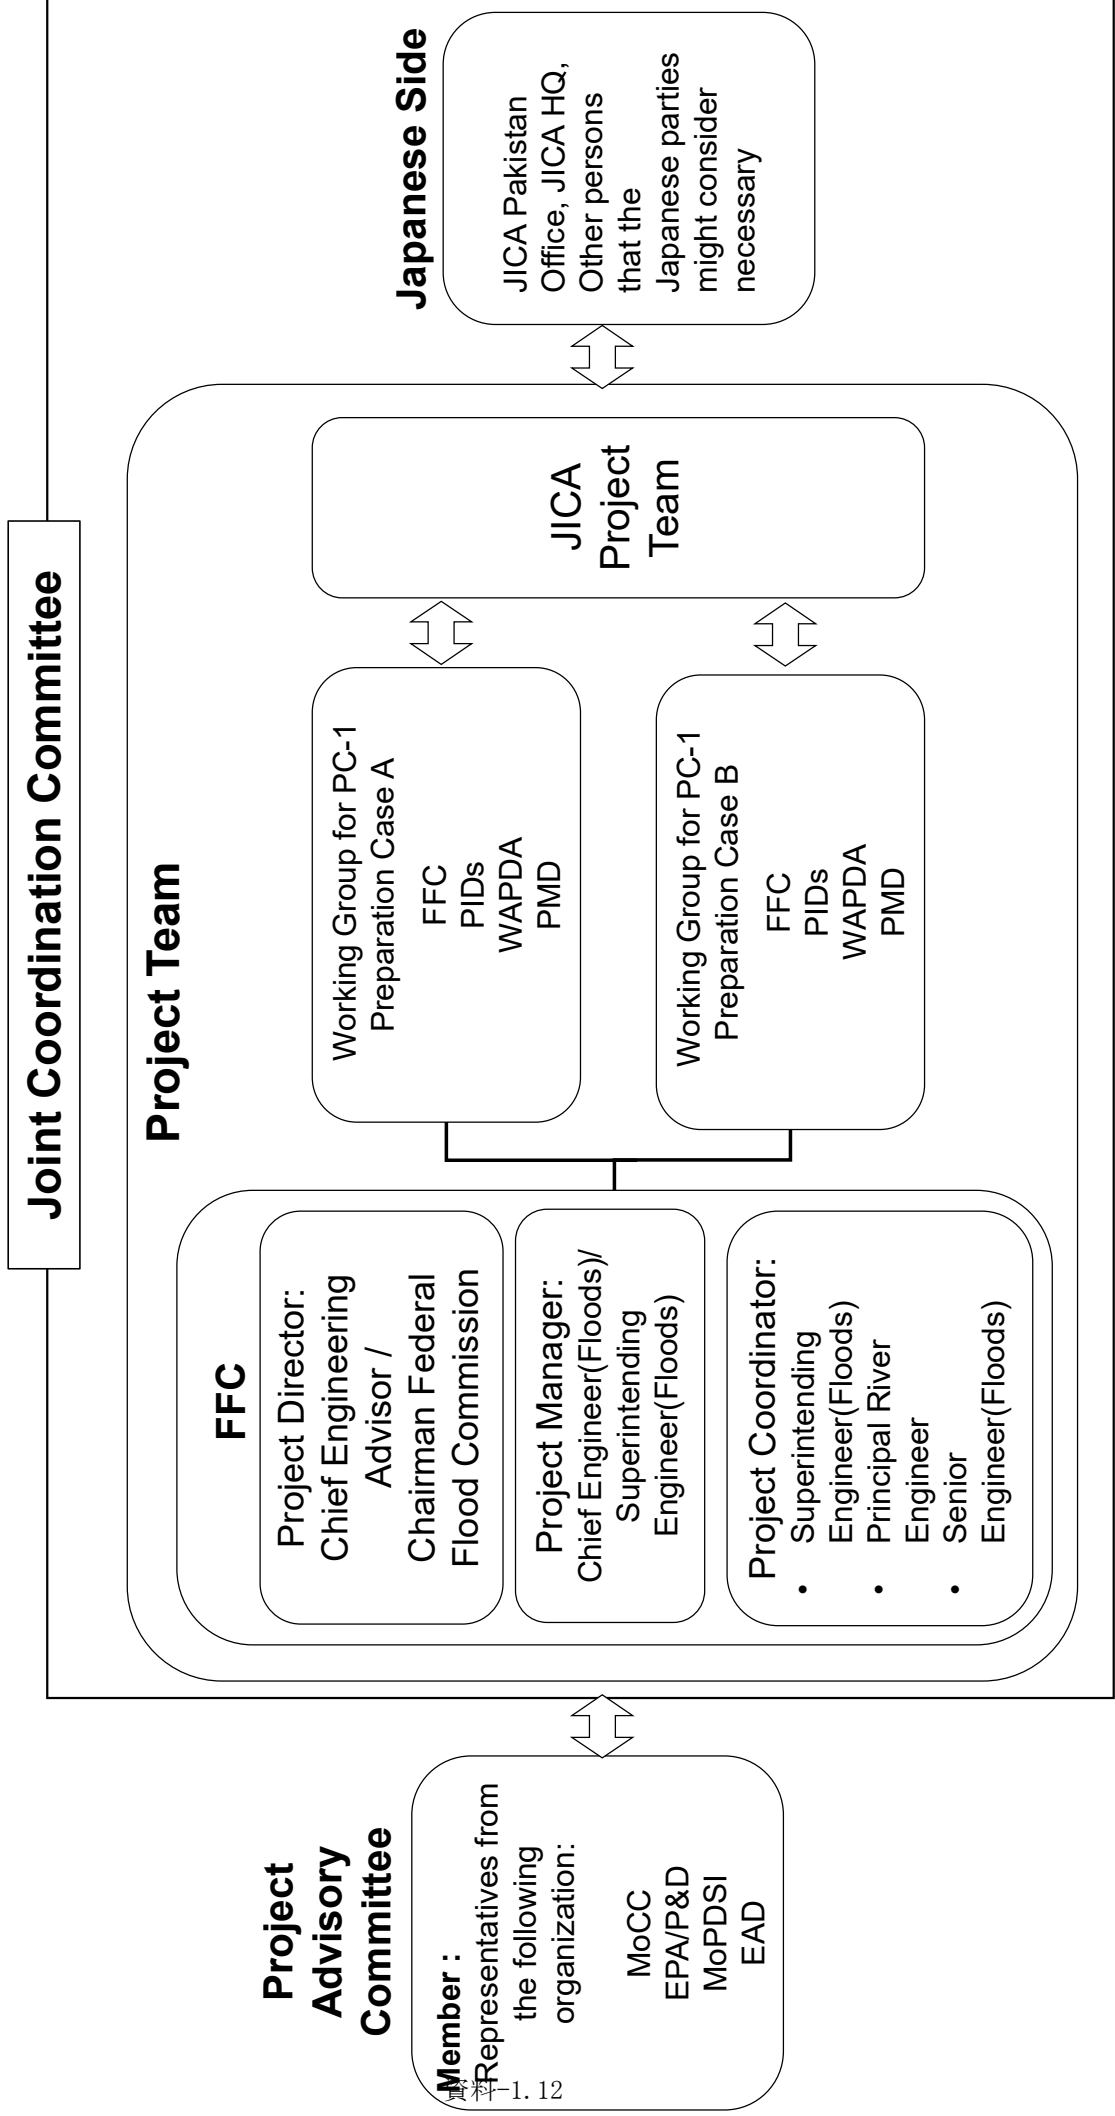 Joint Coordination Committee
Project
Advisory
Committee
Member :
Representatives from
the following
organization:
MoCC
EPA/P&D
MoPDSI
EAD
Project Team
FFC
Project Director:
Chief Engineering
Advisor /
Chairman Federal
Flood Commission
Project Manager:
Chief Engineer(Floods)/
Superintending
Engineer(Floods)
Project Coordinator:
• Superintending
Engineer(Floods)
• Principal River
Engineer
• Senior
Engineer(Floods)
Working Group for PC-1
Preparation Case A
FFC
PIDs
WAPDA
PMD
Working Group for PC-1
Preparation Case B
FFC
PIDs
WAPDA
PMD
JICA
Project
Team
Japanese Side
JICA Pakistan
Office, JICA HQ,
Other persons
that the
Japanese parties
might consider
necessary
資料-1.12